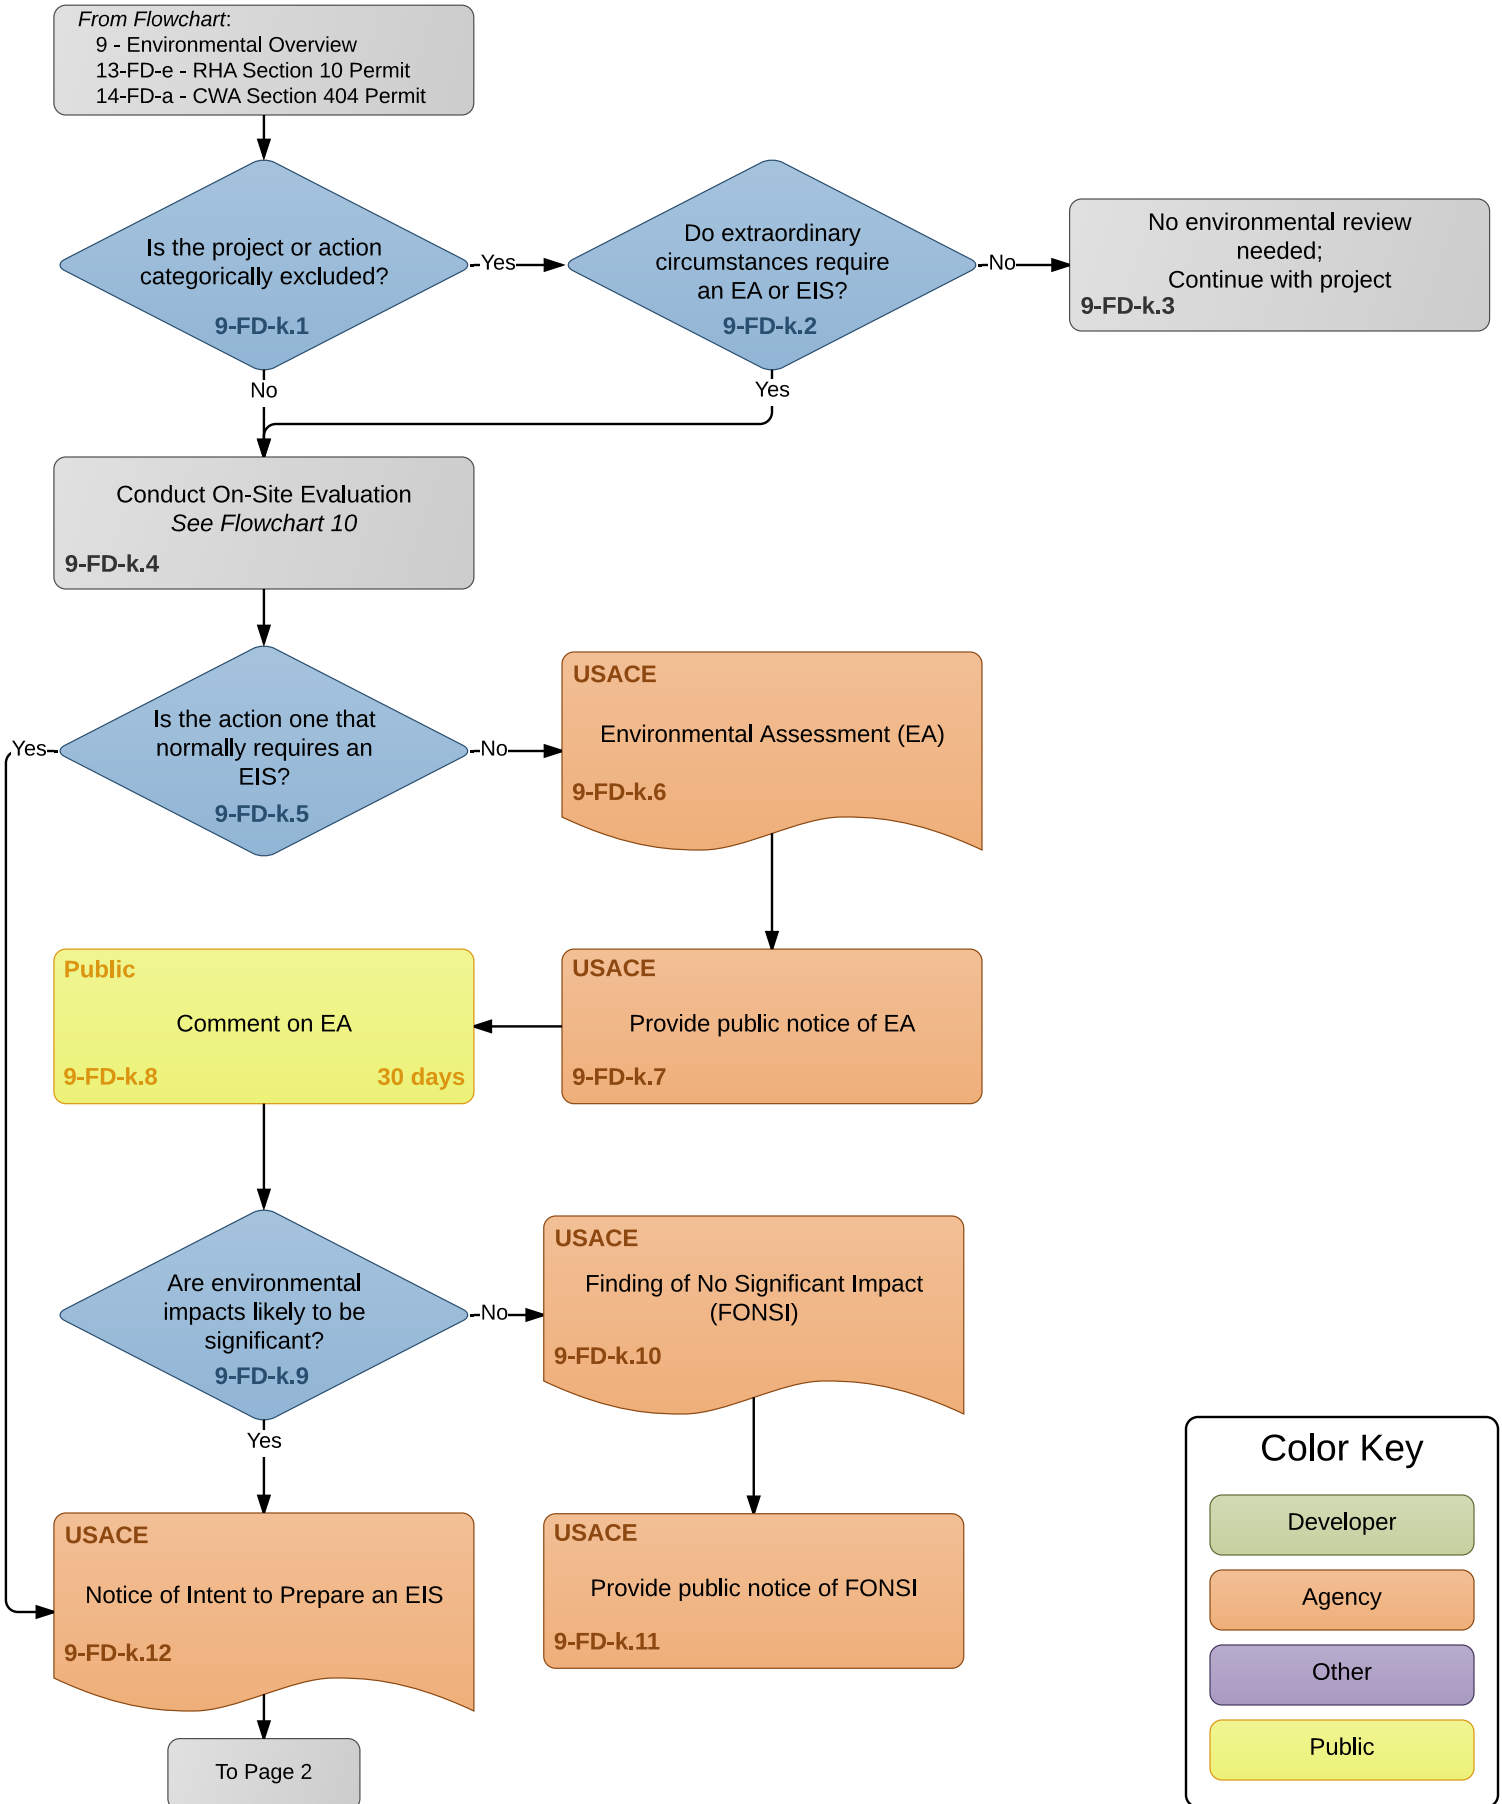 From Flowchart:
9 - Environmental Overview
13-FD-e - RHA Section 10 Permit
14-FD-a - CWA Section 404 Permit
Is the project or action
categorically excluded?
9-FD-k.1
Yes
Do extraordinary
circumstances require
an EA or EIS?
9-FD-k.2
No
No environmental review
needed;
Continue with project
9-FD-k.3
No
Yes
Conduct On-Site Evaluation
See Flowchart 10
9-FD-k.4
Yes
Is the action one that
normally requires an
EIS?
9-FD-k.5
No
USACE
Environmental Assessment (EA)
9-FD-k.6
Public
Comment on EA
9-FD-k.8 30 days
USACE
Provide public notice of EA
9-FD-k.7
Are environmental
impacts likely to be
significant?
9-FD-k.9
No
USACE
Finding of No Significant Impact
(FONSI)
9-FD-k.10
Yes
USACE
Notice of Intent to Prepare an EIS
9-FD-k.12
USACE
Provide public notice of FONSI
9-FD-k.11
To Page 2
Color Key
Developer
Agency
Other
Public